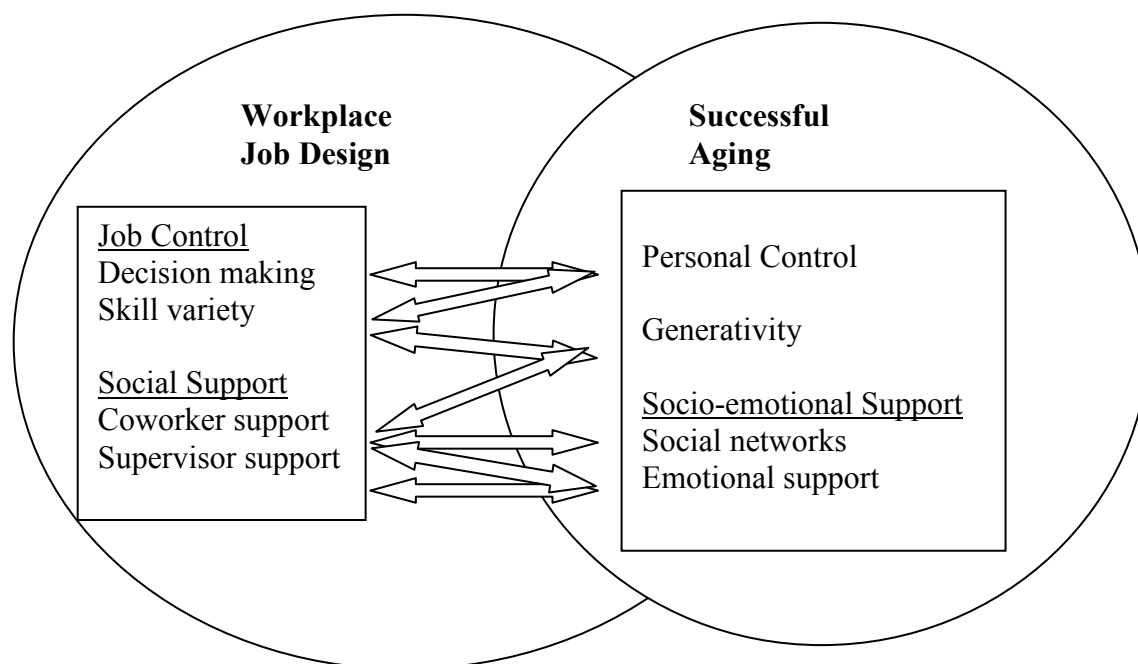 Workplace
Job Design
Job Control
Decision making
Skill variety
Social Support
Coworker support
Supervisor support
Successful
Aging
Personal Control
Generativity
Socio-emotional Support
Social networks
Emotional support